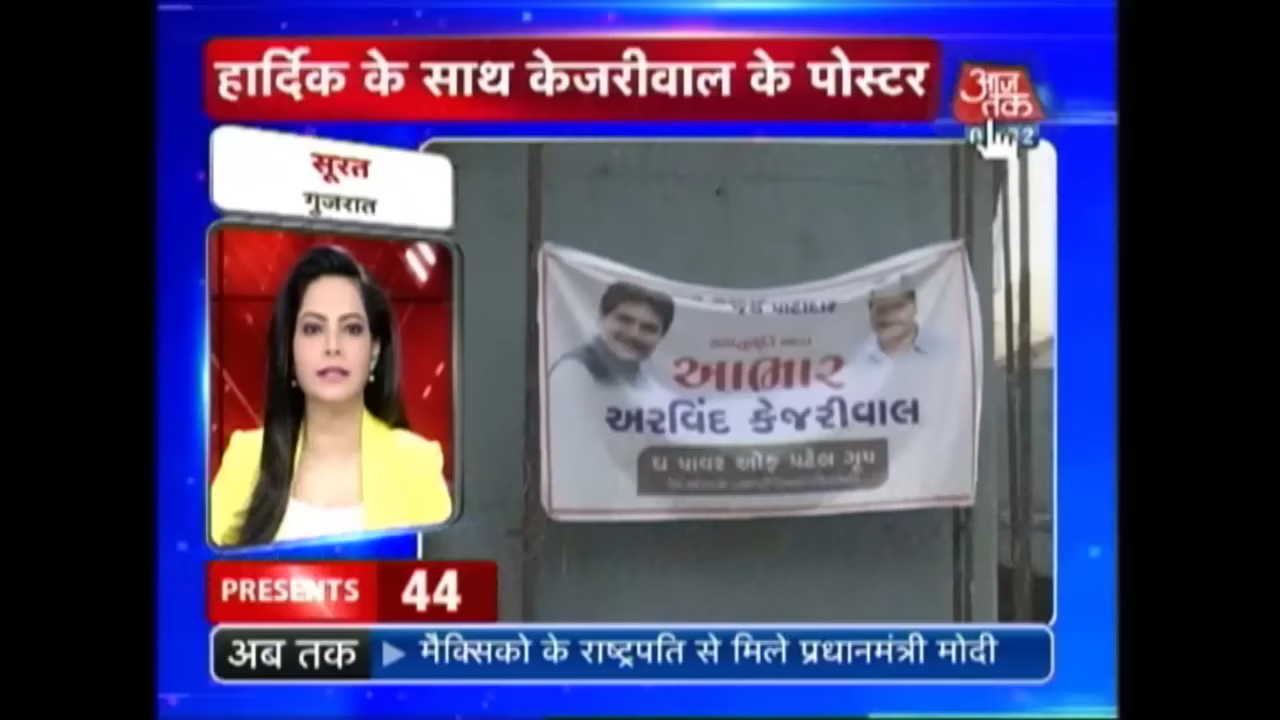 हार्दिक के साथ केजरीवाल के पोस्टर
आज
तक
सूरत
गुजरात
પાટીદાર
આભાર
અરવિંદ કેજરીવાલ
ધ પાવર ઓફ પટેલ ગ્રુપ
PRESENTS 44
अब तक
मैक्सिको के राष्ट्रपति से मिले प्रधानमंत्री मोदी